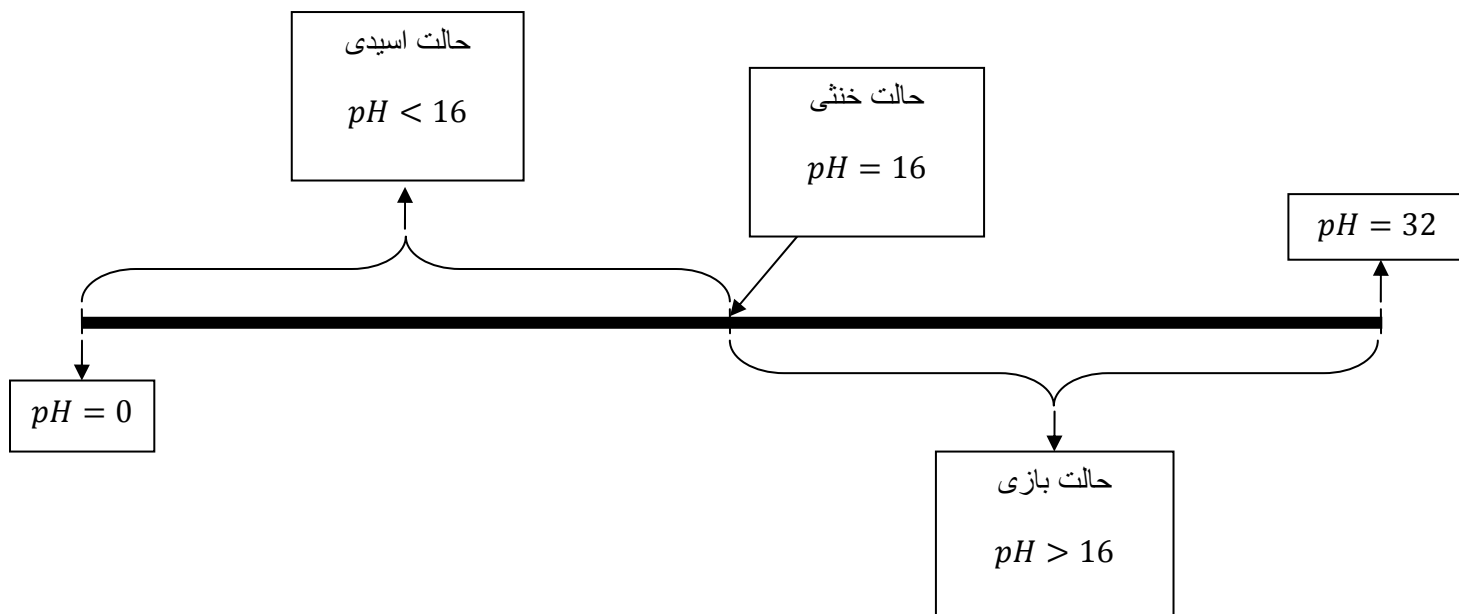 حالت اسیدی
pH < 16
حالت خنثی
pH = 16
pH = 32
pH = 0
حالت بازی
pH > 16